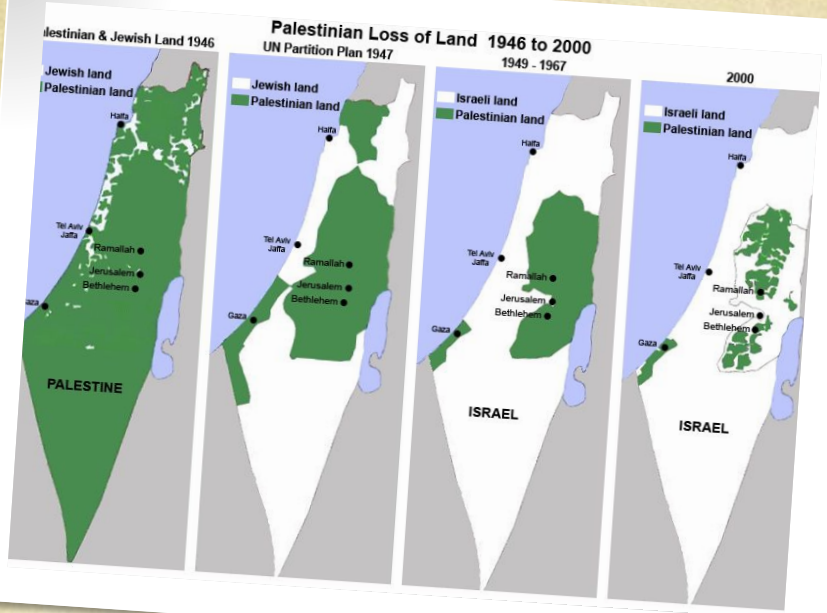 Palestinian Loss of Land 1946 to 2000
& Jewish Land 1946
Jewish land
Palestinian land
Haifa
Tel Aviv
Jaffa
Ramallah
Jerusalem
Bethlehem
PALESTINE
UN Partition Plan 1947
Jewish land
Palestinian land
Haifa
Tel Aviv
Jaffa
Ramallah
Jerusalem
Bethlehem
Gaza
1949 - 1967
Israeli land
Palestinian land
Haifa
Tel Aviv
Jaffa
Ramallah
Jerusalem
Bethlehem
Gaza
ISRAEL
2000
Israeli land
Palestinian land
Haifa
Tel Aviv
Jaffa
Ramallah
Jerusalem
Bethlehem
Gaza
ISRAEL